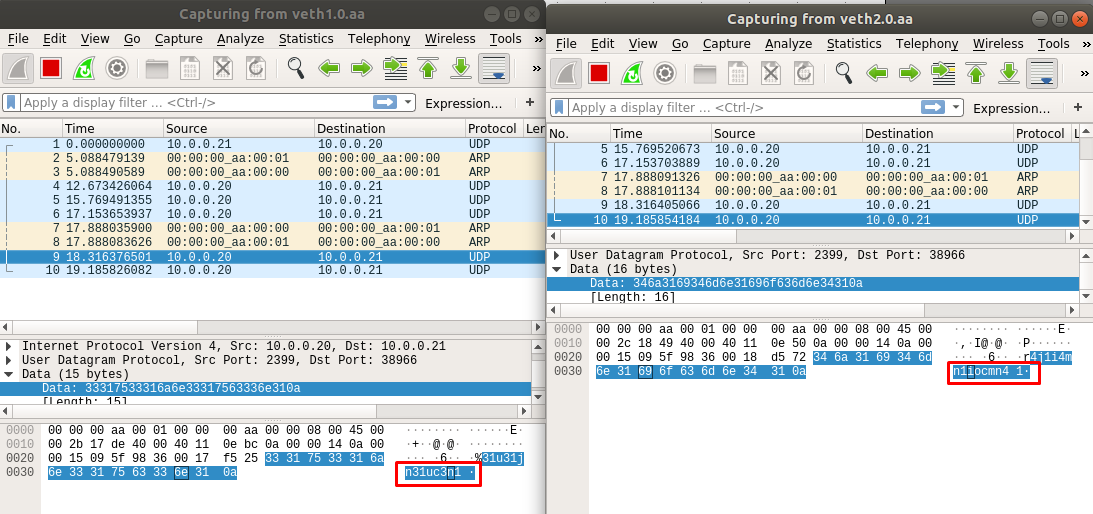 Capturing from veth1.0.aa
File Edit View Go Capture Analyze Statistics Telephony Wireless Tools »
»
Apply a display filter ... <Ctrl-/> Expression... +
No. Time Source Destination Protocol Len
1 0.000000000 10.0.0.21 10.0.0.20 UDP
2 5.088479139 00:00:00_aa:00:01 00:00:00_aa:00:00 ARP
3 5.088490589 00:00:00_aa:00:00 00:00:00_aa:00:01 ARP
4 12.673426064 10.0.0.20 10.0.0.21 UDP
5 15.769491355 10.0.0.20 10.0.0.21 UDP
6 17.153653937 10.0.0.20 10.0.0.21 UDP
7 17.888035900 00:00:00_aa:00:00 00:00:00_aa:00:01 ARP
8 17.888083626 00:00:00_aa:00:01 00:00:00_aa:00:00 ARP
9 18.316376501 10.0.0.20 10.0.0.21 UDP
10 19.185826082 10.0.0.20 10.0.0.21 UDP
Internet Protocol Version 4, Src: 10.0.0.20, Dst: 10.0.0.21
User Datagram Protocol, Src Port: 2399, Dst Port: 38966
Data (15 bytes)
Data: 33317533316a6e33317563336e310a
[Length: 15]
0000 00 00 00 aa 00 01 00 00 00 aa 00 00 08 00 45 00 ········ ······E·
0010 00 2b 17 de 40 00 40 11 0e bc 0a 00 00 14 0a 00 ·+··@·@· ········
0020 00 15 09 5f 98 36 00 17 f5 25 33 31 75 33 31 6a ···_·6·· ·%31u31j
0030 6e 33 31 75 63 33 6e 31 0a n31uc3n1 ·
Capturing from veth2.0.aa
File Edit View Go Capture Analyze Statistics Telephony Wireless Tools »
»
Apply a display filter ... <Ctrl-/> Expression... +
No. Time Source Destination Protocol L
5 15.769520673 10.0.0.20 10.0.0.21 UDP
6 17.153703889 10.0.0.20 10.0.0.21 UDP
7 17.888091326 00:00:00_aa:00:00 00:00:00_aa:00:01 ARP
8 17.888101134 00:00:00_aa:00:01 00:00:00_aa:00:00 ARP
9 18.316405066 10.0.0.20 10.0.0.21 UDP
10 19.185854184 10.0.0.20 10.0.0.21 UDP
User Datagram Protocol, Src Port: 2399, Dst Port: 38966
Data (16 bytes)
Data: 346a3169346d6e31696f636d6e34310a
[Length: 16]
0000 00 00 00 aa 00 01 00 00 00 aa 00 00 08 00 45 00 ········ ······E·
0010 00 2c 18 49 40 00 40 11 0e 50 0a 00 00 14 0a 00 ·,·I@·@· ·P······
0020 00 15 09 5f 98 36 00 18 d5 72 34 6a 31 69 34 6d ···_·6·· ·r4j1i4m
0030 6e 31 69 6f 63 6d 6e 34 31 0a n1iocmn4 1·